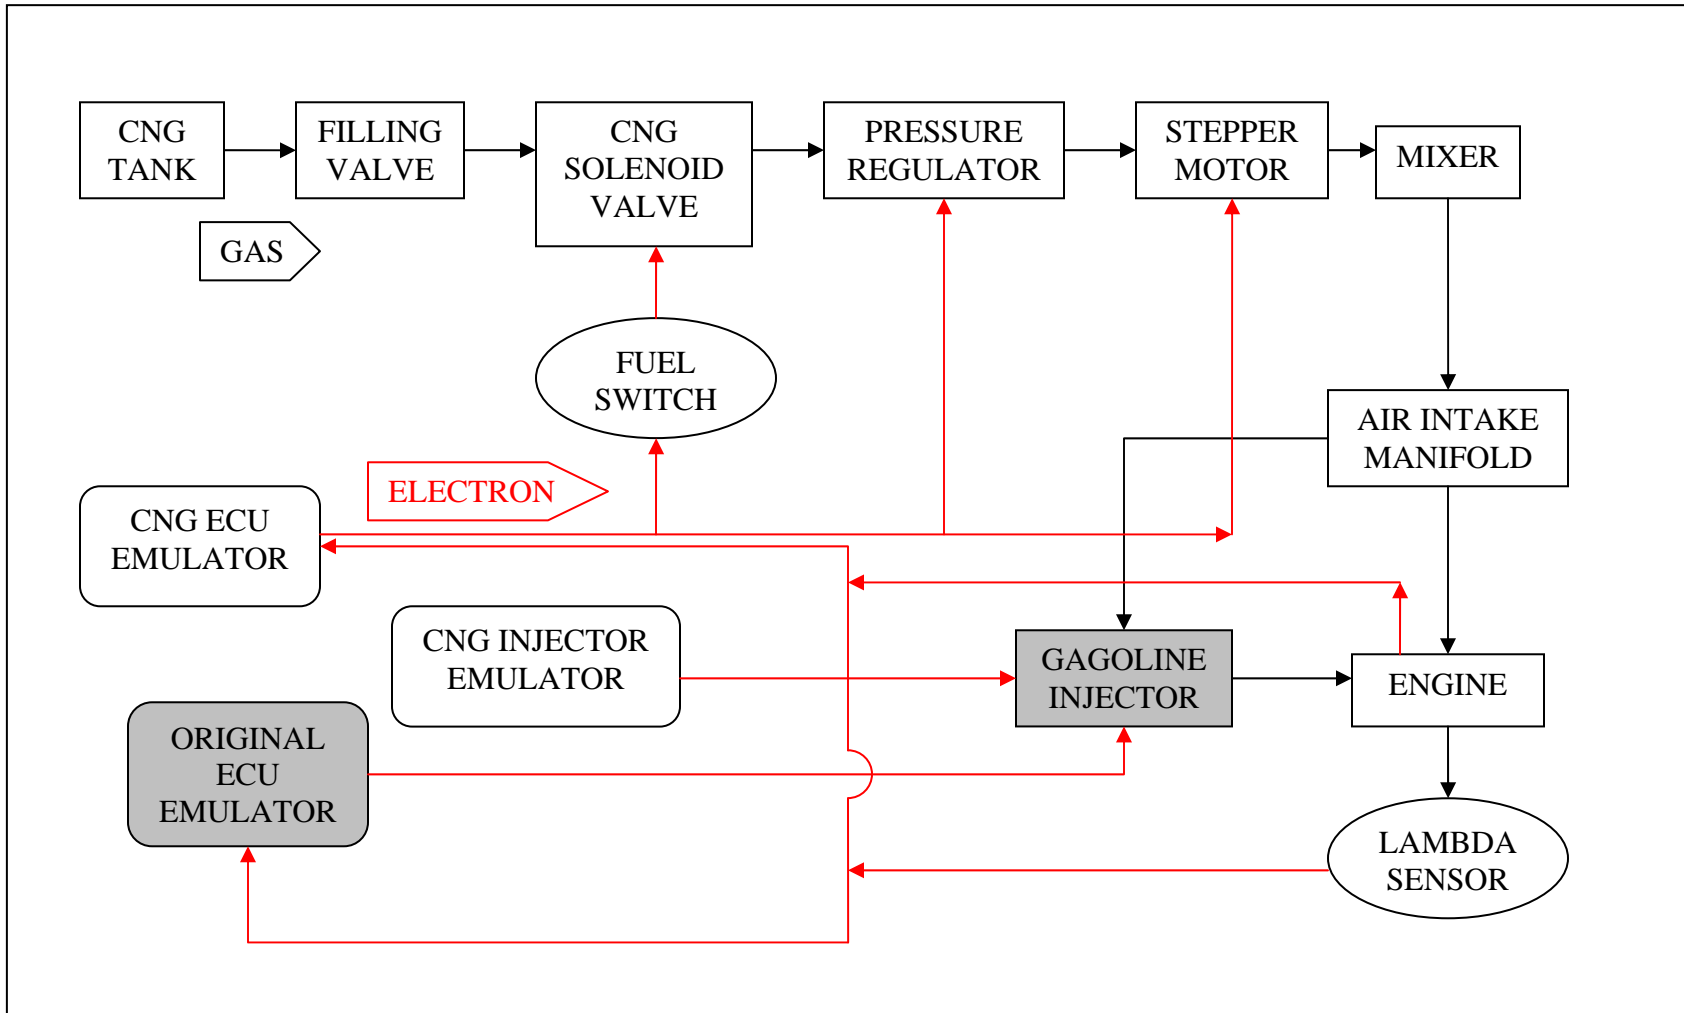 CNG
TANK
FILLING
VALVE
CNG
SOLENOID
VALVE
PRESSURE
REGULATOR
STEPPER
MOTOR
MIXER
GAS
FUEL
SWITCH
AIR INTAKE
MANIFOLD
ELECTRON
CNG ECU
EMULATOR
CNG INJECTOR
EMULATOR
GAGOLINE
INJECTOR
ENGINE
ORIGINAL
ECU
EMULATOR
LAMBDA
SENSOR